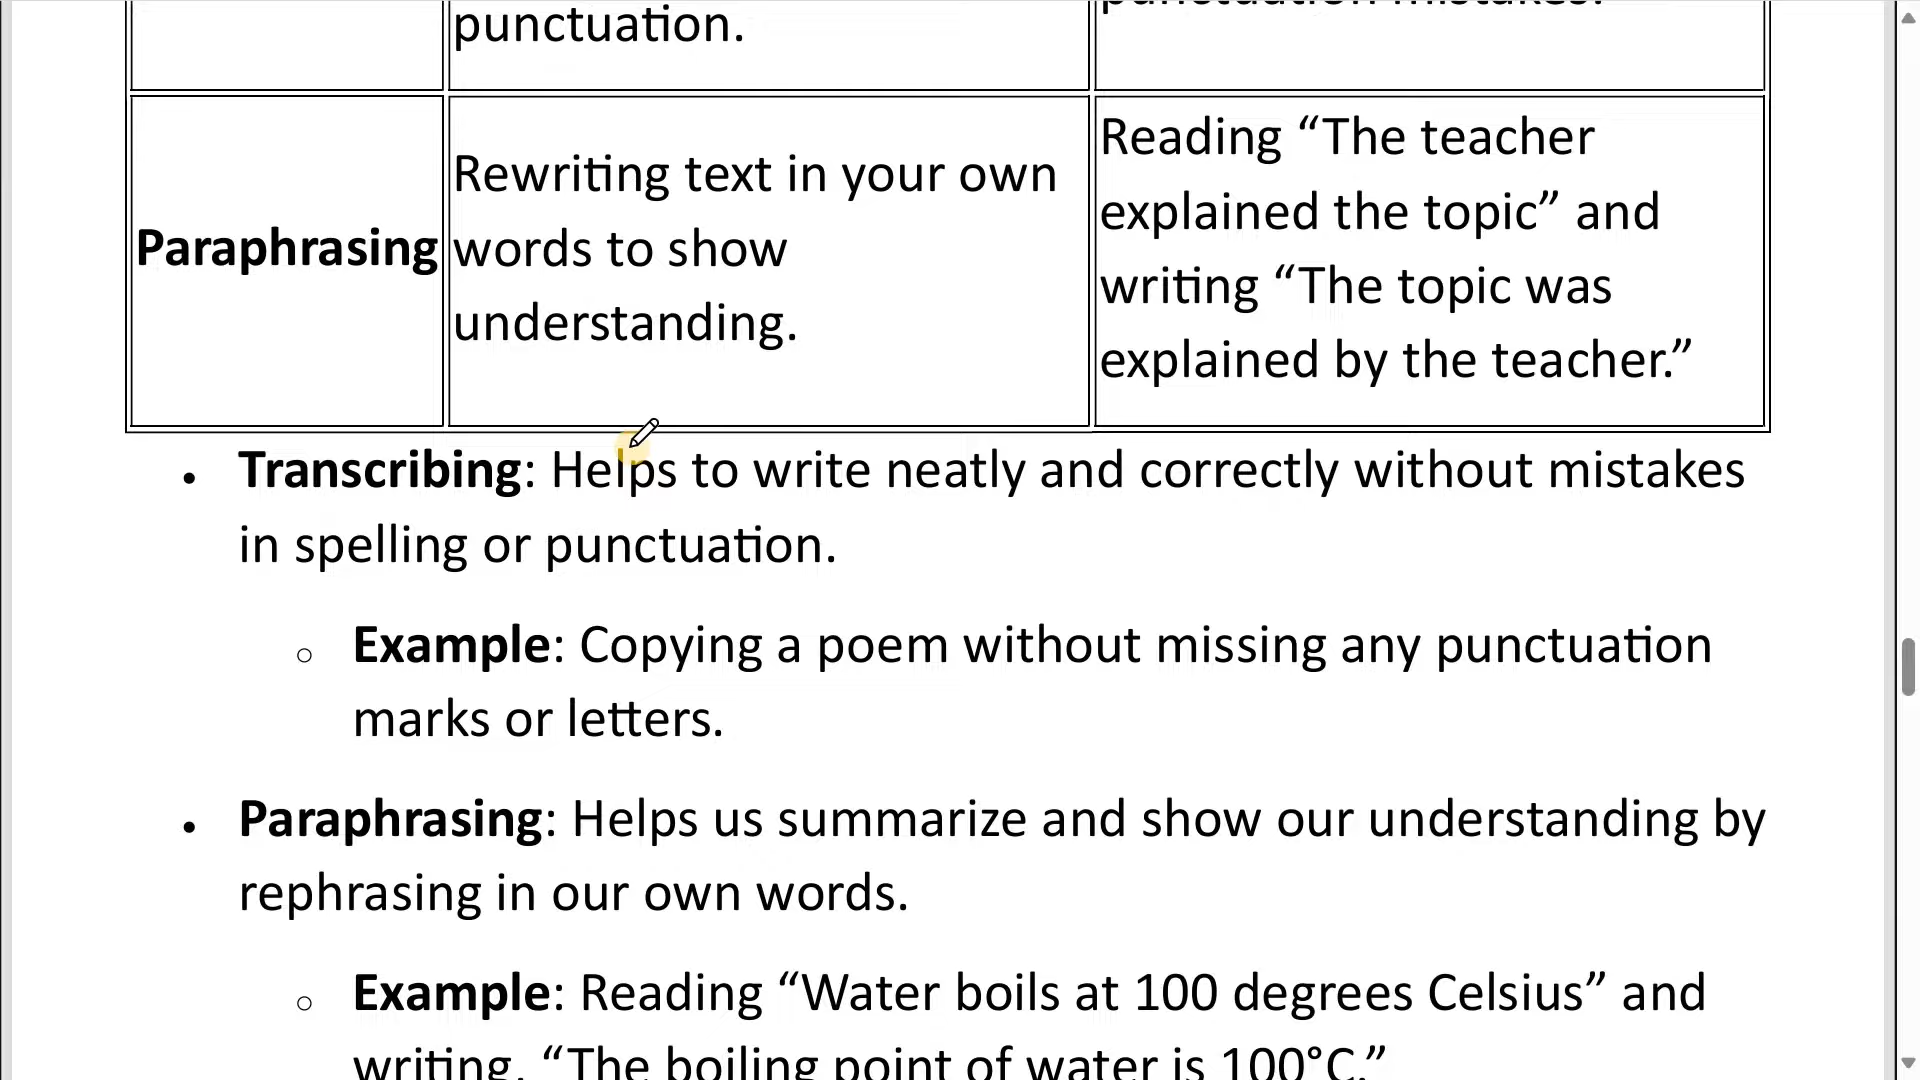 punctuation.
punctuation mistakes.
Paraphrasing
Rewriting text in your own
words to show
understanding.
Reading “The teacher
explained the topic” and
writing “The topic was
explained by the teacher.”
• Transcribing: Helps to write neatly and correctly without mistakes
in spelling or punctuation.
○ Example: Copying a poem without missing any punctuation
marks or letters.
• Paraphrasing: Helps us summarize and show our understanding by
rephrasing in our own words.
○ Example: Reading “Water boils at 100 degrees Celsius” and
writing, “The boiling point of water is 100°C.”